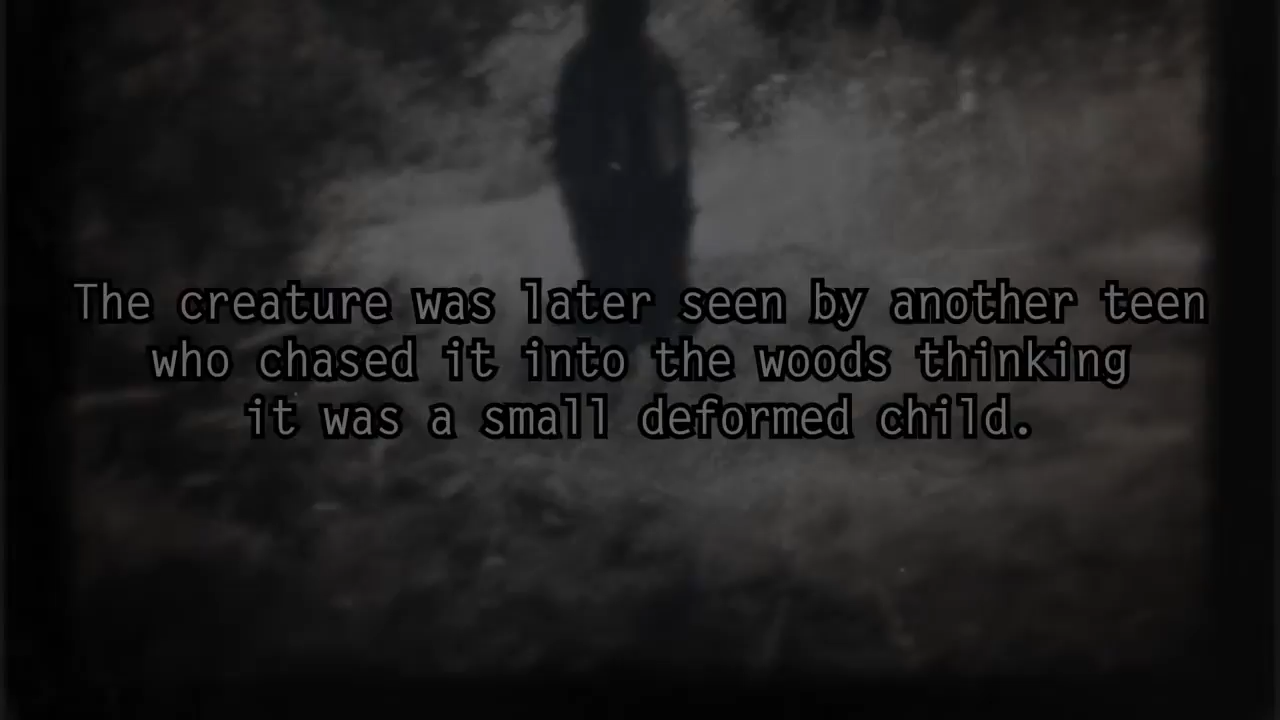 The creature was later seen by another teen
who chased it into the woods thinking
it was a small deformed child.